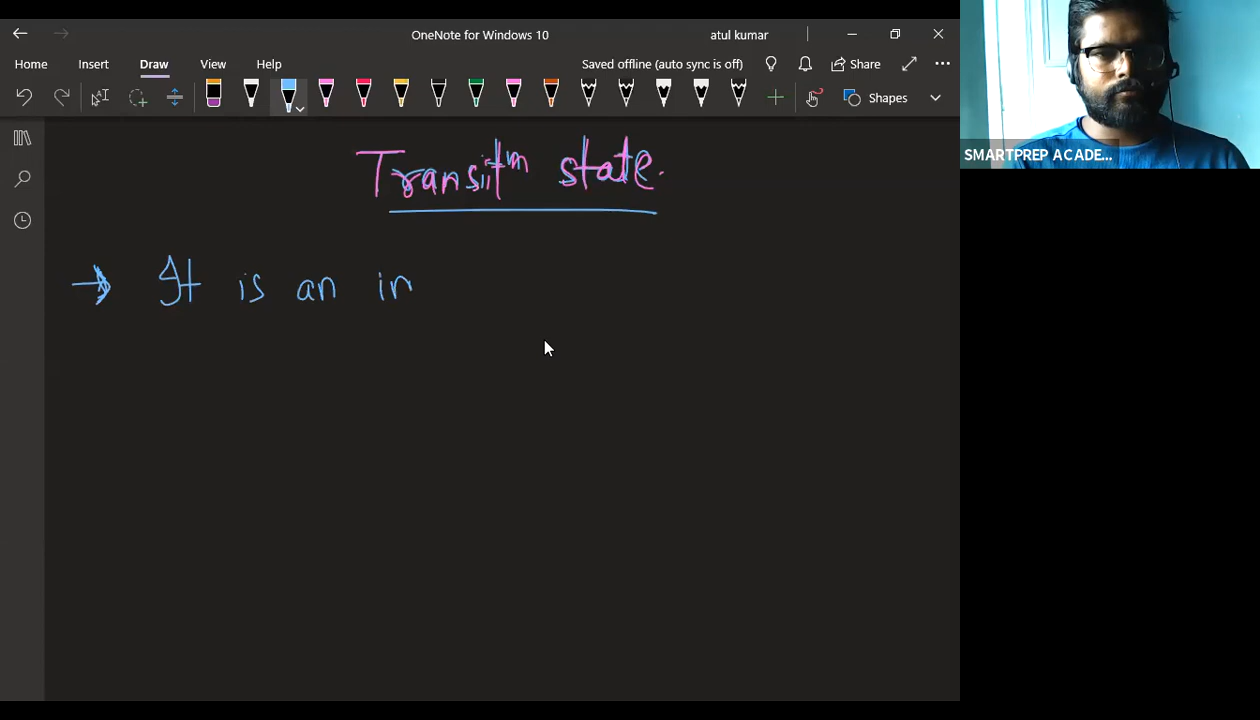 OneNote for Windows 10
atul kumar
Home Insert Draw View Help
Saved offline (auto sync is off)
Share
Shapes
SMARTPREP ACADE...
Transitn state.
→ It is an in